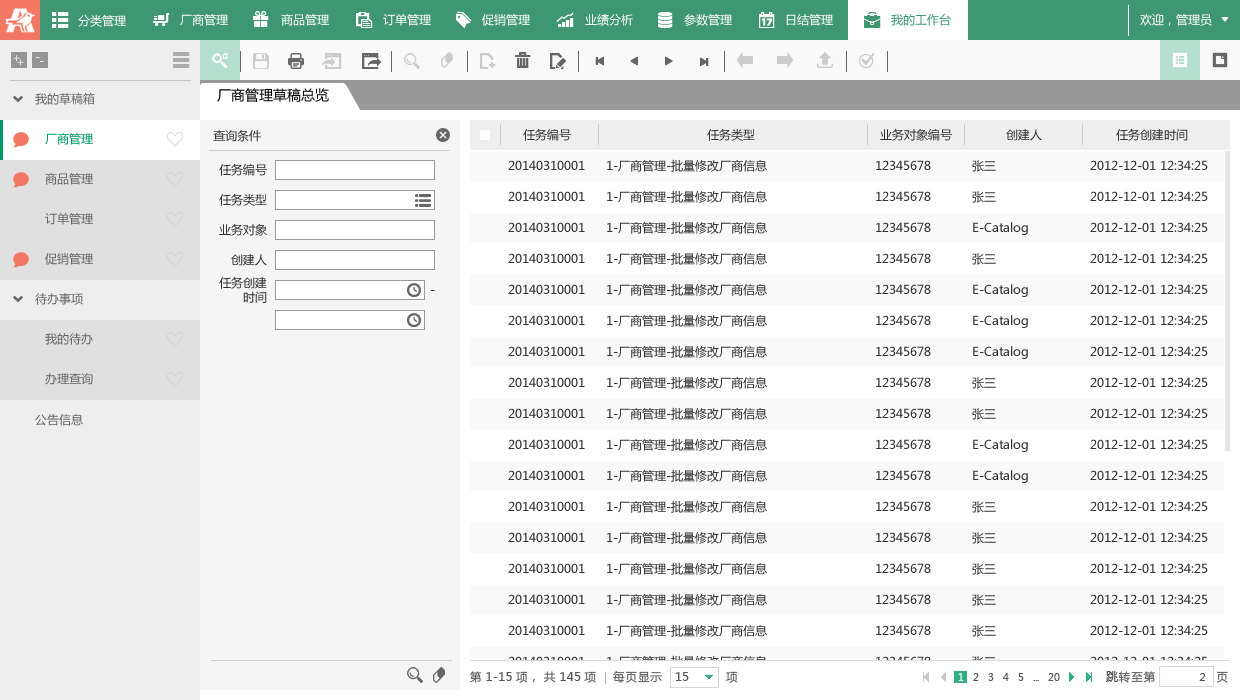 分类管理 厂商管理 商品管理 订单管理 促销管理 业绩分析 参数管理 日结管理 我的工作台 欢迎，管理员
我的草稿箱
厂商管理
商品管理
订单管理
促销管理
待办事项
我的待办
办理查询
公告信息
厂商管理草稿总览
查询条件
任务编号
任务类型
业务对象
创建人
任务创建
时间
-
任务编号 任务类型 业务对象编号 创建人 任务创建时间
20140310001 1-厂商管理-批量修改厂商信息 12345678 张三 2012-12-01 12:34:25
20140310001 1-厂商管理-批量修改厂商信息 12345678 张三 2012-12-01 12:34:25
20140310001 1-厂商管理-批量修改厂商信息 12345678 E-Catalog 2012-12-01 12:34:25
20140310001 1-厂商管理-批量修改厂商信息 12345678 张三 2012-12-01 12:34:25
20140310001 1-厂商管理-批量修改厂商信息 12345678 E-Catalog 2012-12-01 12:34:25
20140310001 1-厂商管理-批量修改厂商信息 12345678 E-Catalog 2012-12-01 12:34:25
20140310001 1-厂商管理-批量修改厂商信息 12345678 E-Catalog 2012-12-01 12:34:25
20140310001 1-厂商管理-批量修改厂商信息 12345678 张三 2012-12-01 12:34:25
20140310001 1-厂商管理-批量修改厂商信息 12345678 张三 2012-12-01 12:34:25
20140310001 1-厂商管理-批量修改厂商信息 12345678 E-Catalog 2012-12-01 12:34:25
20140310001 1-厂商管理-批量修改厂商信息 12345678 E-Catalog 2012-12-01 12:34:25
20140310001 1-厂商管理-批量修改厂商信息 12345678 张三 2012-12-01 12:34:25
20140310001 1-厂商管理-批量修改厂商信息 12345678 张三 2012-12-01 12:34:25
20140310001 1-厂商管理-批量修改厂商信息 12345678 张三 2012-12-01 12:34:25
20140310001 1-厂商管理-批量修改厂商信息 12345678 张三 2012-12-01 12:34:25
20140310001 1-厂商管理-批量修改厂商信息 12345678 张三 2012-12-01 12:34:25
第 1-15 项，共 145 项 | 每页显示 15 项 1 2 3 4 5 ... 20 跳转至第 2 页